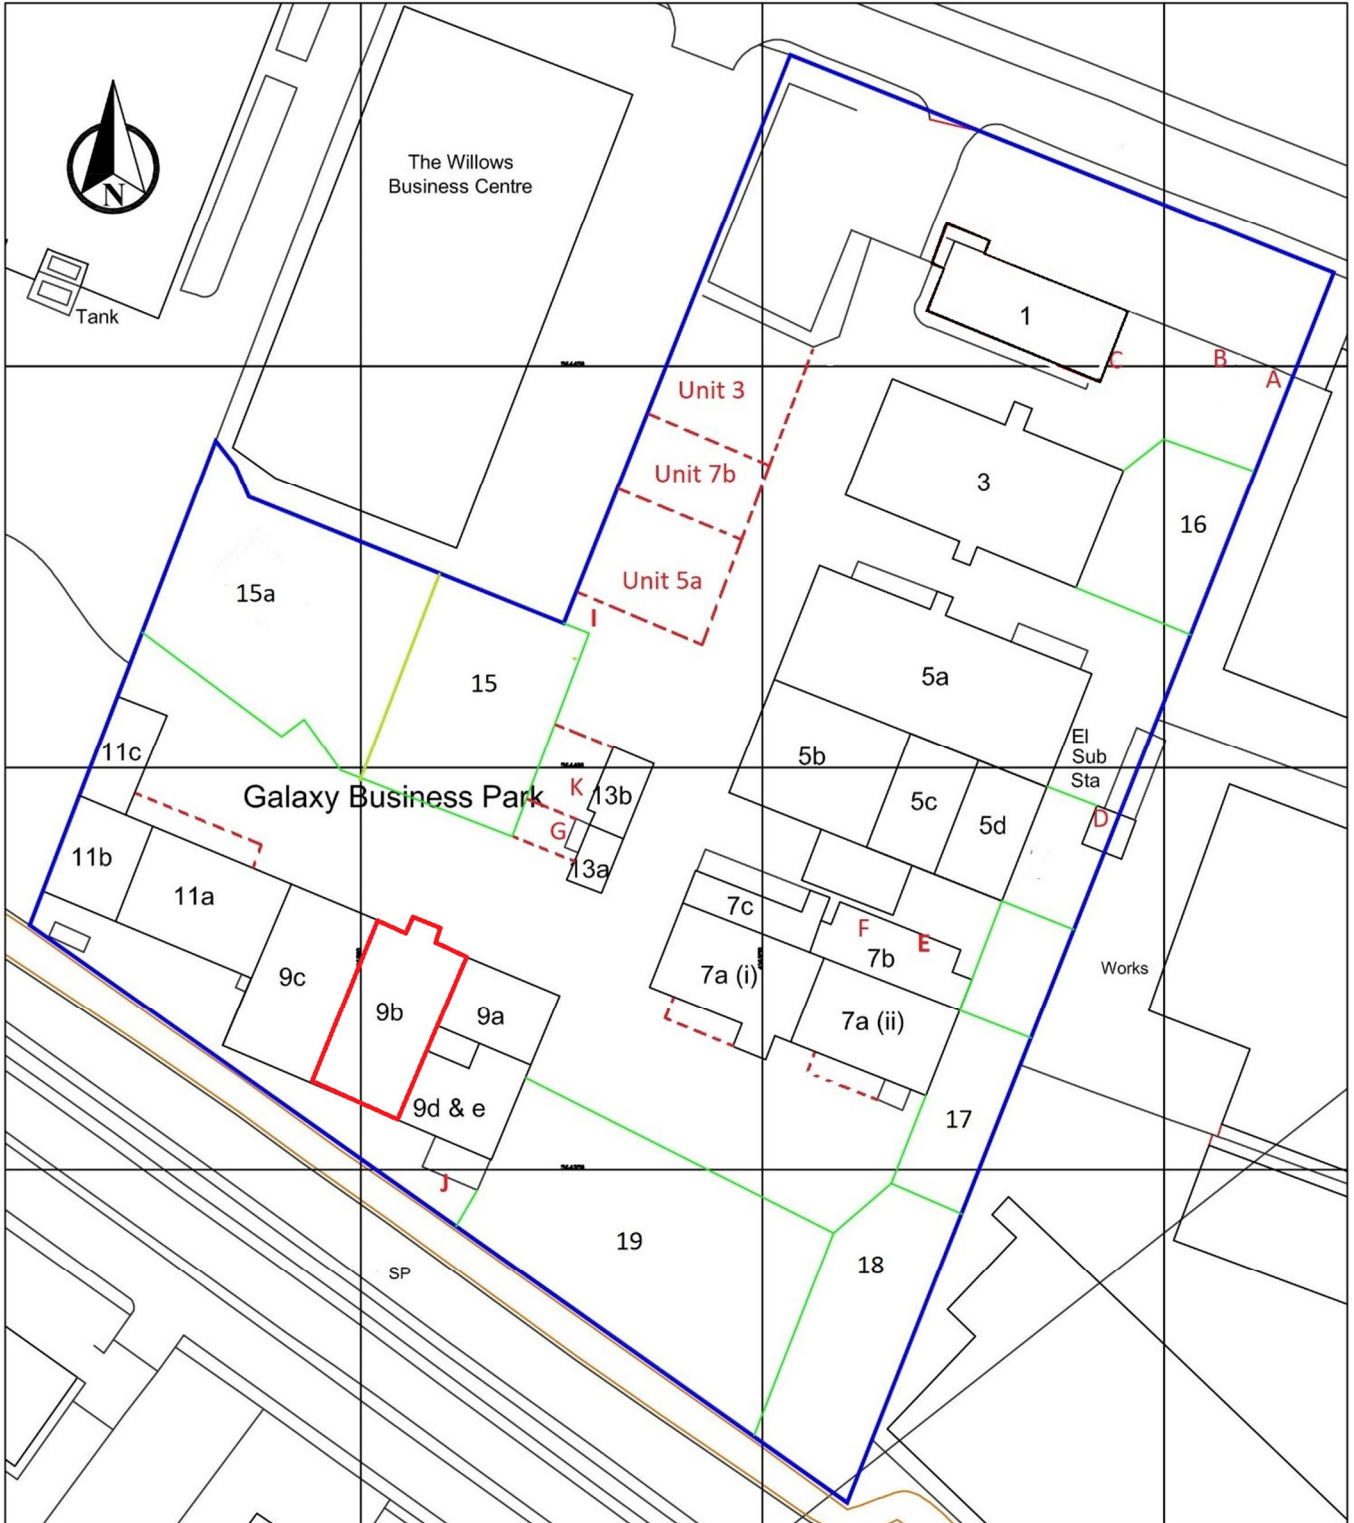 The Willows
Business Centre
N
Tank
1
C
B
A
Unit 3
Unit 7b
3
16
Unit 5a
15a
I
15
5a
11c
El
Sub
Sta
5b
Galaxy Business Park
K
13b
5c
5d
D
G
11b
13a
11a
7c
F
E
7b
Works
9c
7a (i)
9b
9a
7a (ii)
9d & e
17
J
19
18
SP